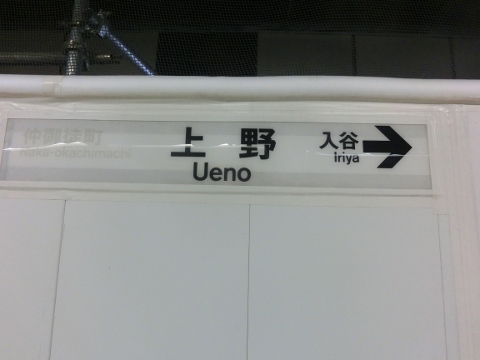 仲御徒町
Naka-okachimachi
上野
Ueno
入谷
Iriya